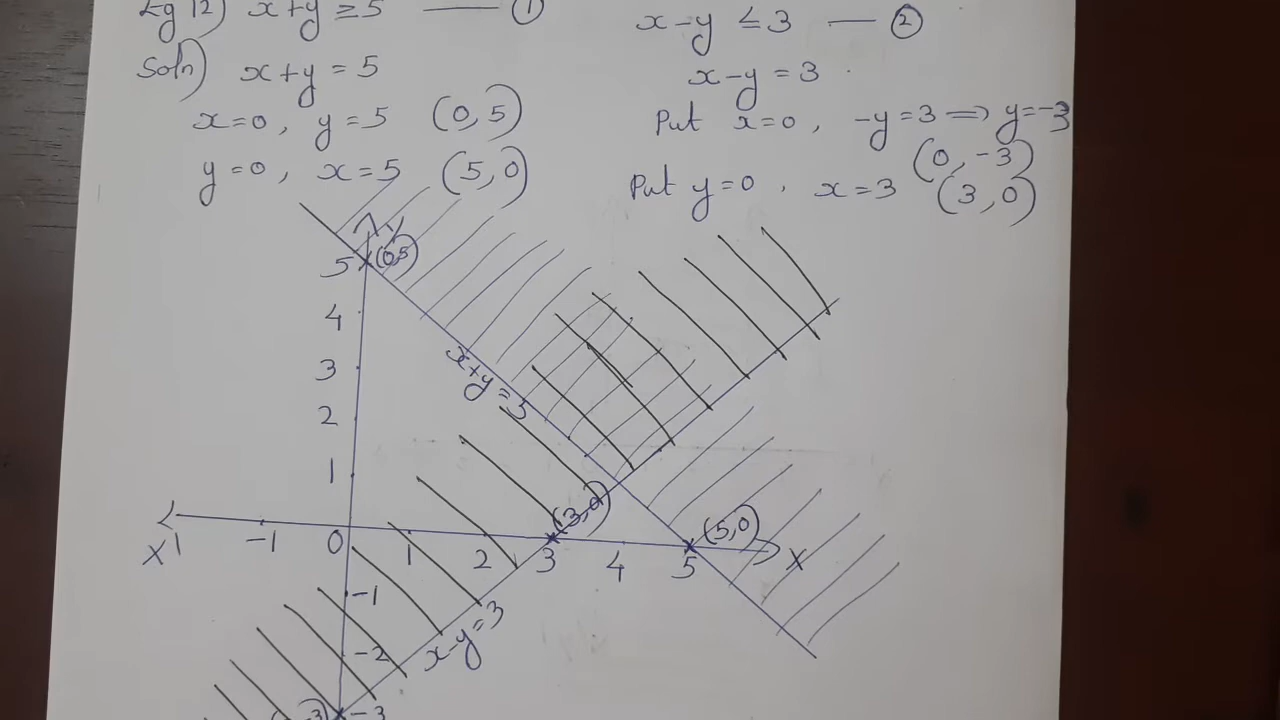 Eg 12) x+y ≥ 5 —— ①
x-y ≤ 3 — ②
Soln) x+y = 5
x-y = 3
x=0, y=5 (0,5)
Put x=0, -y=3 ⟹ y=-3
(0,-3)
y=0, x=5 (5,0)
Put y=0, x=3 (3,0)
Y
5 (0,5)
4
3
2
1
x+y=5
(3,0)
(5,0)
X1 -1 0 1 2 3 4 5 X
-1
-2
x-y=3
-3